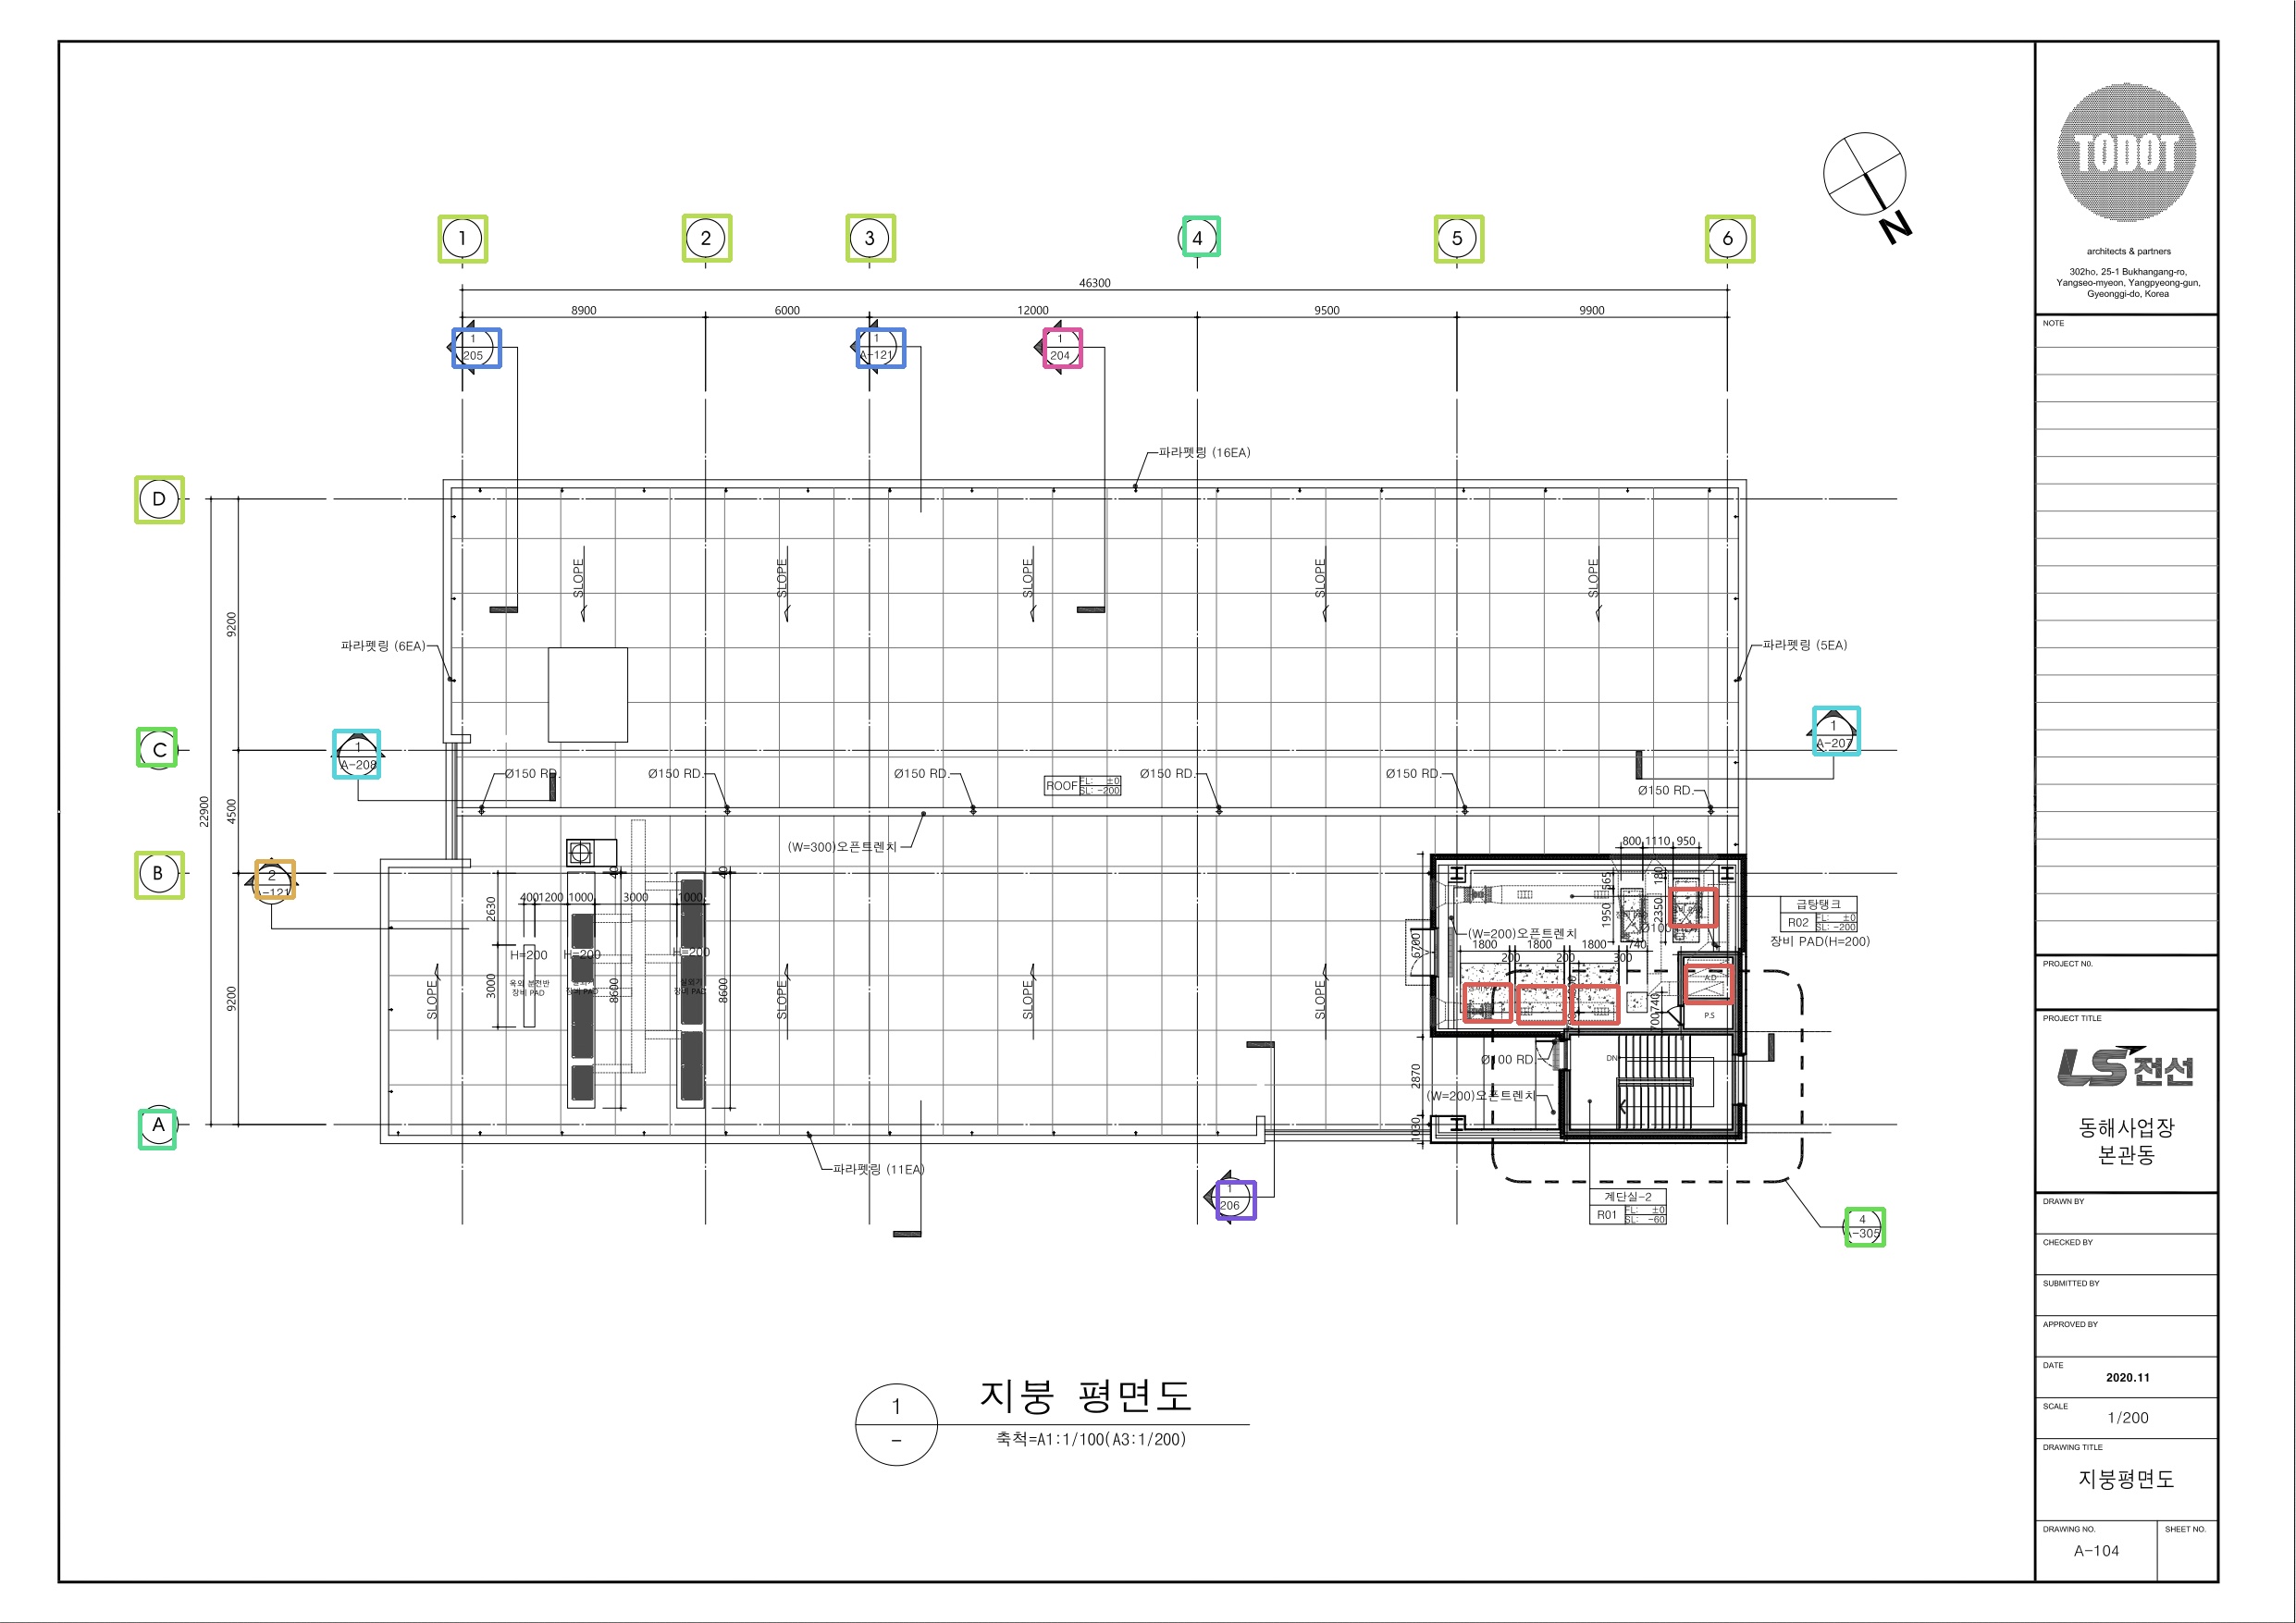 TODOT
architects & partners
302ho, 25-1 Bukhangang-ro,
Yangseo-myeon, Yangpyeong-gun,
Gyeonggi-do, Korea
NOTE
PROJECT N0.
PROJECT TITLE
LS전선
동해사업장
본관동
DRAWN BY
CHECKED BY
SUBMITTED BY
APPROVED BY
DATE
2020.11
SCALE
1/200
DRAWING TITLE
지붕평면도
DRAWING NO.
SHEET NO.
A-104
N
1 2 3 4 5 6
46300
8900 6000 12000 9500 9900
1
205
1
A-121
1
204
파라펫링 (16EA)
D
SLOPE SLOPE SLOPE SLOPE SLOPE
9200
파라펫링 (6EA)
파라펫링 (5EA)
C
1
A-208
1
A-207
Ø150 RD. Ø150 RD. Ø150 RD. Ø150 RD. Ø150 RD.
Ø150 RD.
ROOF FL: ±0
SL: -200
22900
4500
(W=300)오픈트렌치
B
2
-121
800 1110 950
400 1200 1000 3000 1000
2630
급탕탱크
R02 FL: ±0
SL: -200
장비 PAD(H=200)
1950
2350
(W=200)오픈트렌치
6700
1800 1800 1800 740
200 200 300
H=200 H=200 H=200
옥외 분전반
장비 PAD
3000
8600
8600
SLOPE SLOPE SLOPE SLOPE
9200
A.D
P.S
Ø100 RD
DN
2870
(W=200)오픈트렌치
1030
A
파라펫링 (11EA)
1
206
계단실-2
R01 FL: ±0
SL: -60
4
A-305
1
-
지붕 평면도
축척=A1:1/100(A3:1/200)